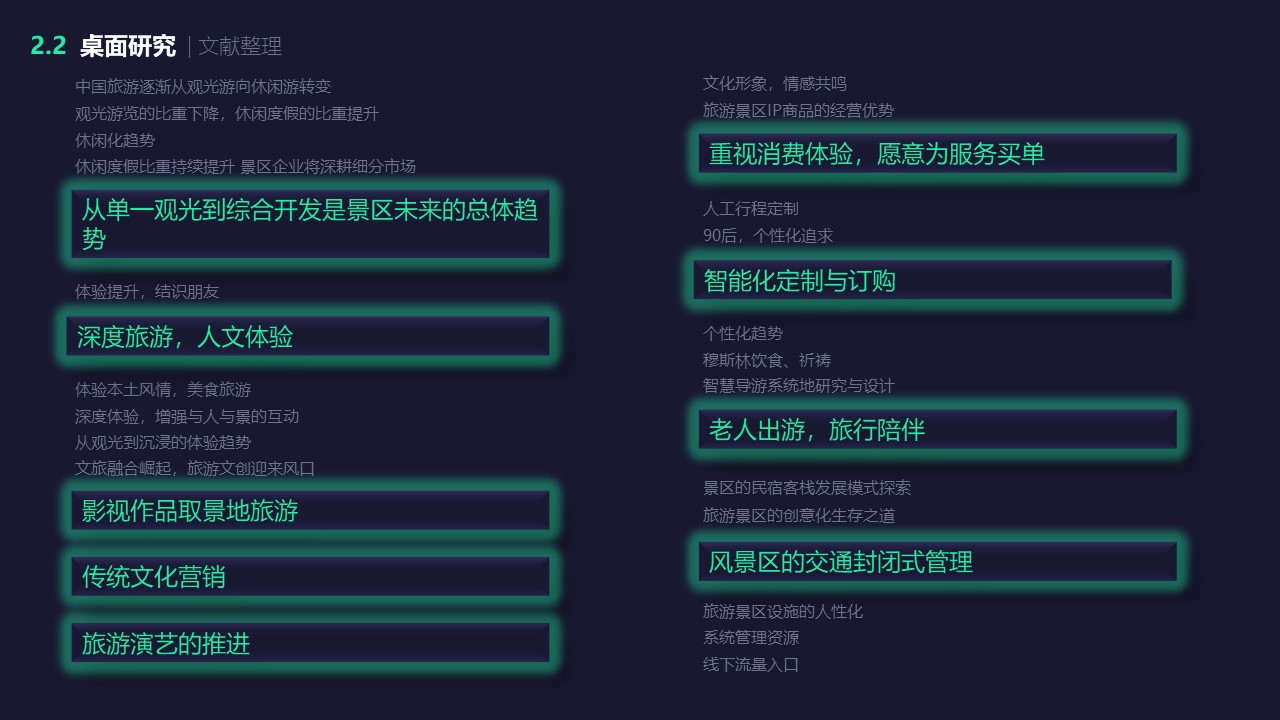 2.2 桌面研究 | 文献整理
中国旅游逐渐从观光游向休闲游转变
观光游览的比重下降，休闲度假的比重提升
休闲化趋势
休闲度假比重持续提升 景区企业将深耕细分市场
从单一观光到综合开发是景区未来的总体趋
势
体验提升，结识朋友
深度旅游，人文体验
体验本土风情，美食旅游
深度体验，增强与人与景的互动
从观光到沉浸的体验趋势
文旅融合崛起，旅游文创迎来风口
影视作品取景地旅游
传统文化营销
旅游演艺的推进
文化形象，情感共鸣
旅游景区IP商品的经营优势
重视消费体验，愿意为服务买单
人工行程定制
90后，个性化追求
智能化定制与订购
个性化趋势
穆斯林饮食、祈祷
智慧导游系统地研究与设计
老人出游，旅行陪伴
景区的民宿客栈发展模式探索
旅游景区的创意化生存之道
风景区的交通封闭式管理
旅游景区设施的人性化
系统管理资源
线下流量入口